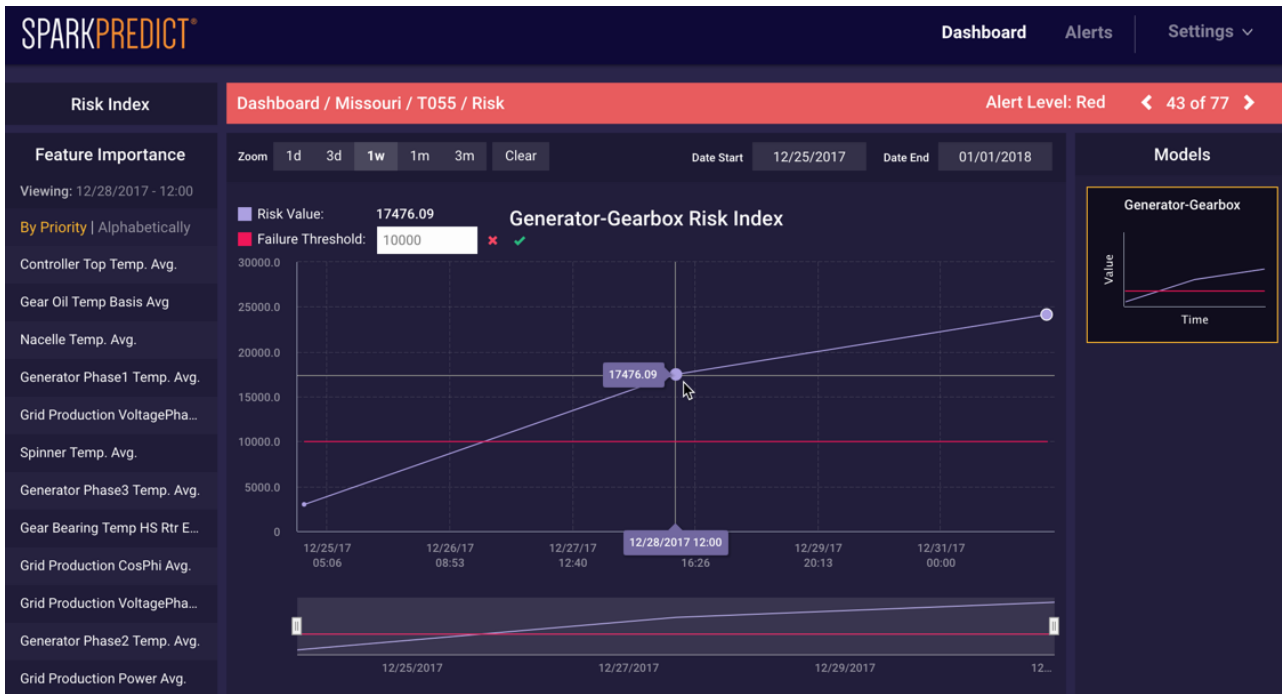 SPARKPREDICT®
Dashboard
Alerts
Settings
Risk Index
Dashboard / Missouri / T055 / Risk
Alert Level: Red
43 of 77
Feature Importance
Viewing: 12/28/2017 - 12:00
By Priority | Alphabetically
Controller Top Temp. Avg.
Gear Oil Temp Basis Avg
Nacelle Temp. Avg.
Generator Phase1 Temp. Avg.
Grid Production VoltagePha...
Spinner Temp. Avg.
Generator Phase3 Temp. Avg.
Gear Bearing Temp HS Rtr E...
Grid Production CosPhi Avg.
Grid Production VoltagePha...
Generator Phase2 Temp. Avg.
Grid Production Power Avg.
Zoom 1d 3d 1w 1m 3m Clear
Date Start 12/25/2017 Date End 01/01/2018
Risk Value: 17476.09
Failure Threshold: 10000
Generator-Gearbox Risk Index
30000.0
25000.0
20000.0
15000.0
10000.0
5000.0
0
17476.09
12/28/2017 12:00
12/25/17 12/26/17 12/27/17 12/29/17 12/31/17
05:06 08:53 12:40 16:26 20:13 00:00
12/25/2017 12/27/2017 12/29/2017 12...
Models
Generator-Gearbox
Value
Time